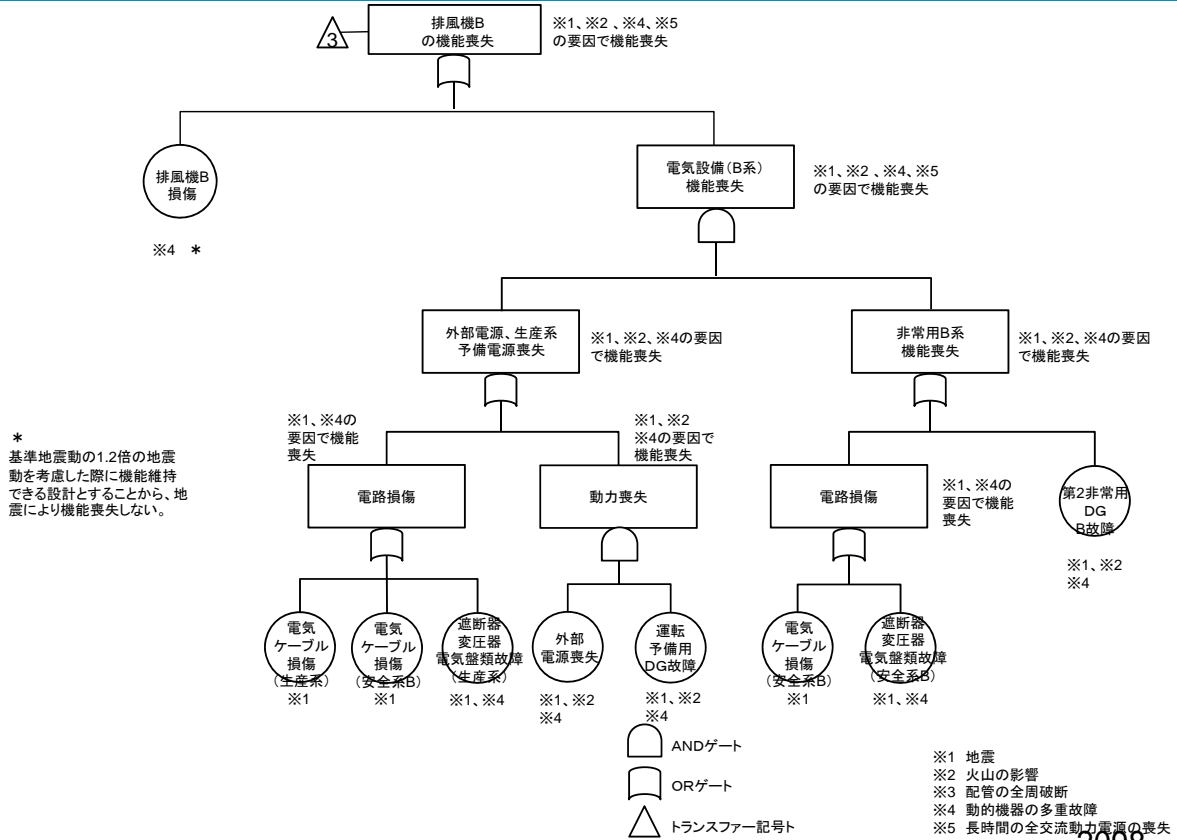 排風機B
の機能喪失
※1、※2 、※4、※5
の要因で機能喪失
3
排風機B
損傷
※4 *
電気設備(B系)
機能喪失
※1、※2 、※4、※5
の要因で機能喪失
外部電源、生産系
予備電源喪失
※1、※2、※4の要因
で機能喪失
非常用B系
機能喪失
※1、※2、※4の要因
で機能喪失
*
基準地震動の1.2倍の地震
動を考慮した際に機能維持
できる設計とすることから、地
震により機能喪失しない。
※1、※4の
要因で機能
喪失
電路損傷
※1、※2
※4の要因で
機能喪失
動力喪失
電路損傷
※1、※4の
要因で機能
喪失
第2非常用
DG
B故障
※1、※2
※4
電気
ケーブル
損傷
(生産系)
※1
電気
ケーブル
損傷
(安全系B)
※1
遮断器
変圧器
電気盤類故障
(生産系)
※1、※4
外部
電源喪失
※1、※2
※4
運転
予備用
DG故障
※1、※2
※4
電気
ケーブル
損傷
(安全系B)
※1
遮断器
変圧器
電気盤類故障
(安全系B)
※1、※4
ANDゲート
ORゲート
トランスファー記号ト
※1 地震
※2 火山の影響
※3 配管の全周破断
※4 動的機器の多重故障
※5 長時間の全交流動力電源の喪失
2008